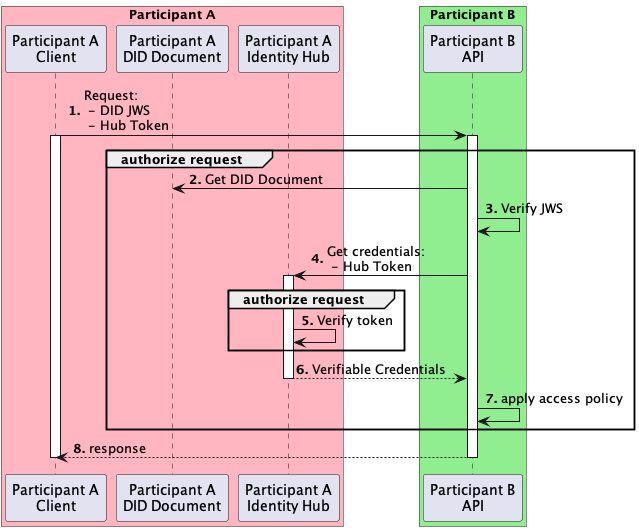 Participant A
Participant B
Participant A
Client
Participant A
DID Document
Participant A
Identity Hub
Participant B
API
Request:
1. - DID JWS
- Hub Token
authorize request
2. Get DID Document
3. Verify JWS
4. Get credentials:
- Hub Token
authorize request
5. Verify token
6. Verifiable Credentials
7. apply access policy
8. response
Participant A
Client
Participant A
DID Document
Participant A
Identity Hub
Participant B
API